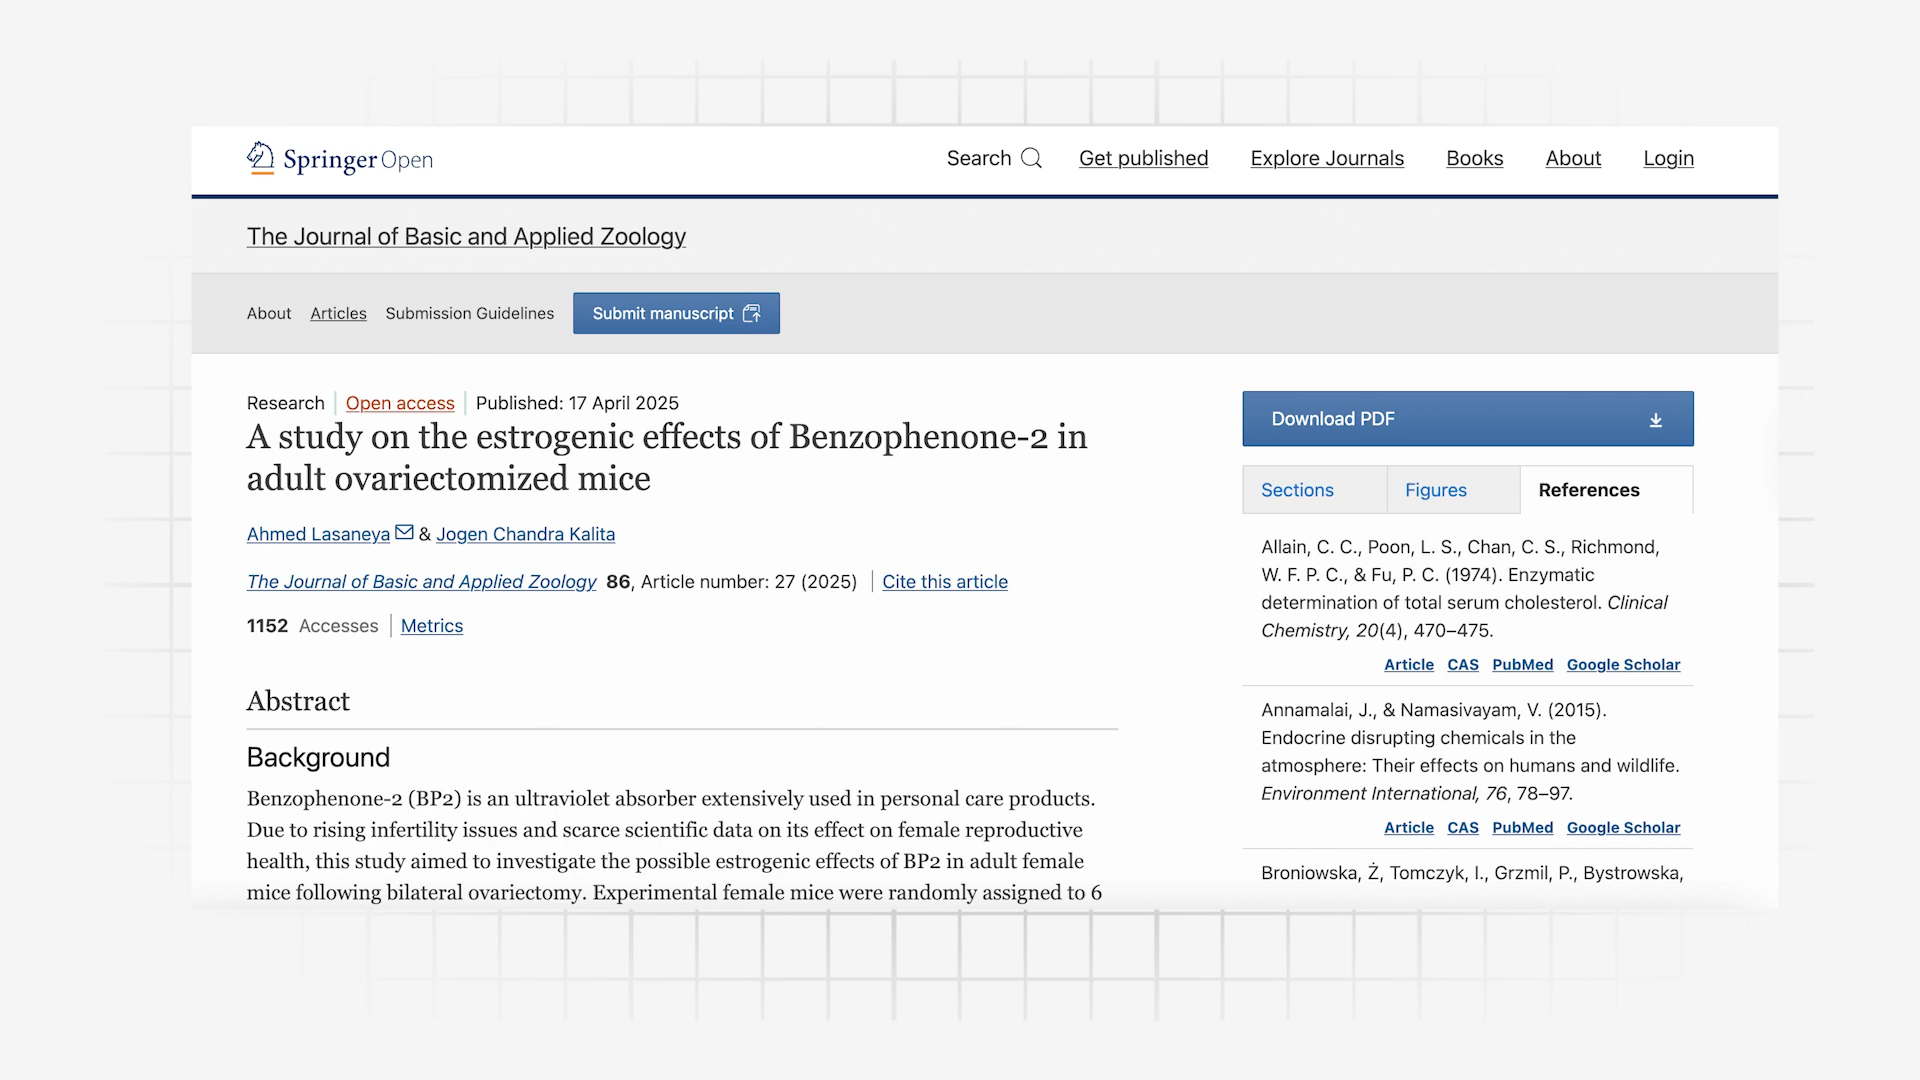 Springer Open
Search Get published Explore Journals Books About Login
The Journal of Basic and Applied Zoology
About Articles Submission Guidelines Submit manuscript
Research Open access Published: 17 April 2025
A study on the estrogenic effects of Benzophenone-2 in
adult ovariectomized mice
Ahmed Lasaneya & Jogen Chandra Kalita
The Journal of Basic and Applied Zoology 86, Article number: 27 (2025) Cite this article
1152 Accesses Metrics
Abstract
Background
Benzophenone-2 (BP2) is an ultraviolet absorber extensively used in personal care products.
Due to rising infertility issues and scarce scientific data on its effect on female reproductive
health, this study aimed to investigate the possible estrogenic effects of BP2 in adult female
mice following bilateral ovariectomy. Experimental female mice were randomly assigned to 6
Download PDF
Sections Figures References
Allain, C. C., Poon, L. S., Chan, C. S., Richmond,
W. F. P. C., & Fu, P. C. (1974). Enzymatic
determination of total serum cholesterol. Clinical
Chemistry, 20(4), 470–475.
Article CAS PubMed Google Scholar
Annamalai, J., & Namasivayam, V. (2015).
Endocrine disrupting chemicals in the
atmosphere: Their effects on humans and wildlife.
Environment International, 76, 78–97.
Article CAS PubMed Google Scholar
Broniowska, Ż, Tomczyk, I., Grzmil, P., Bystrowska,